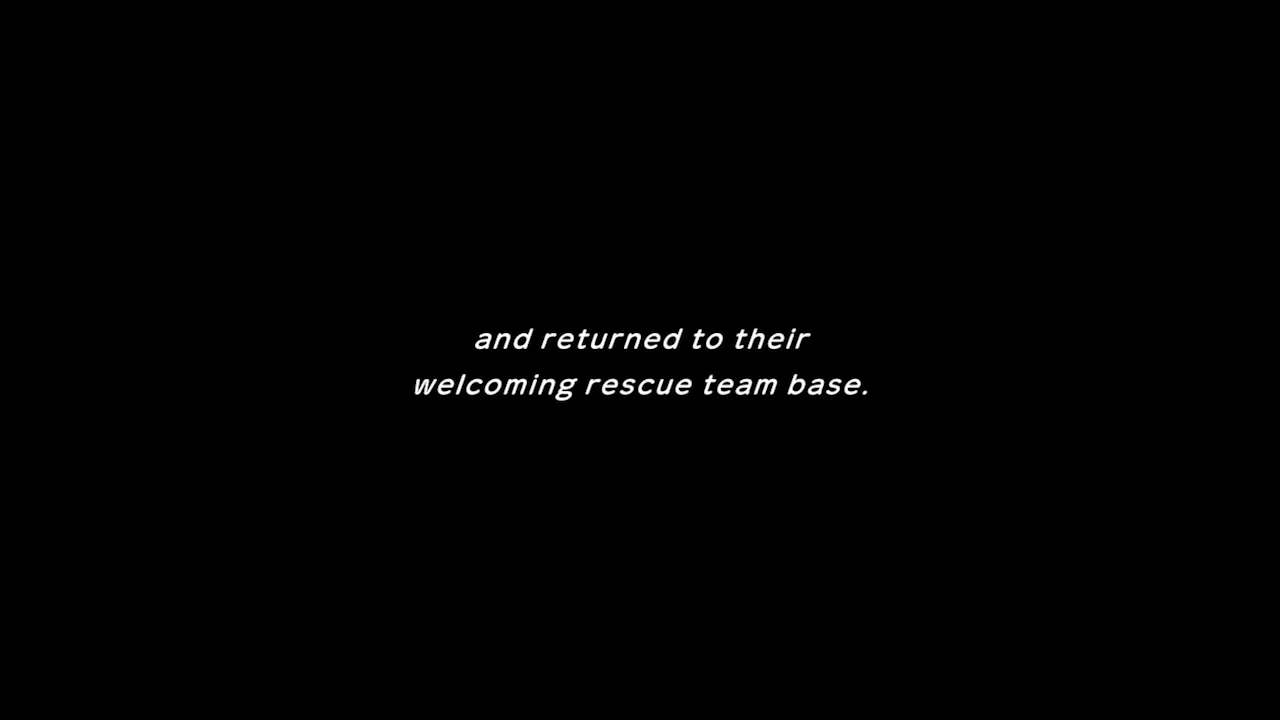 and returned to their
welcoming rescue team base.